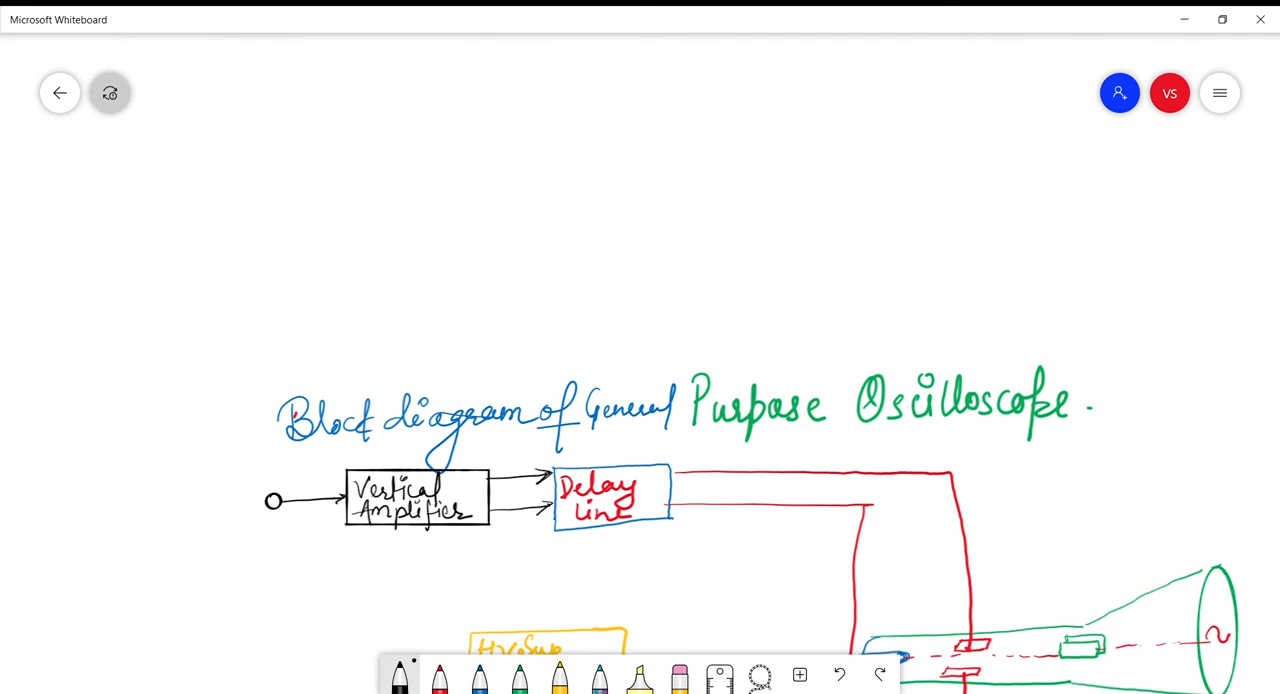 Microsoft Whiteboard
VS
Block diagram of General Purpose Oscilloscope.
Vertical
Amplifier
Delay
Line